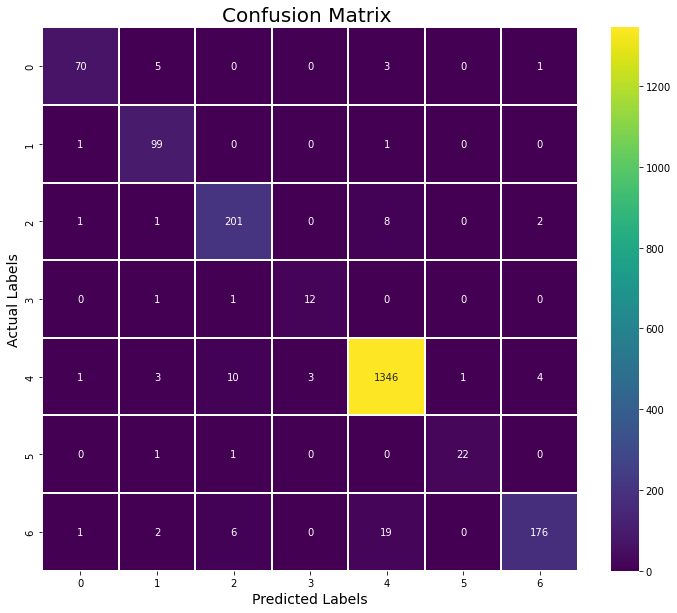 Confusion Matrix
Actual Labels
0 70 5 0 0 3 0 1
1 1 99 0 0 1 0 0
2 1 1 201 0 8 0 2
3 0 1 1 12 0 0 0
4 1 3 10 3 1346 1 4
5 0 1 1 0 0 22 0
6 1 2 6 0 19 0 176
0 1 2 3 4 5 6
Predicted Labels
1200
1000
800
600
400
200
0